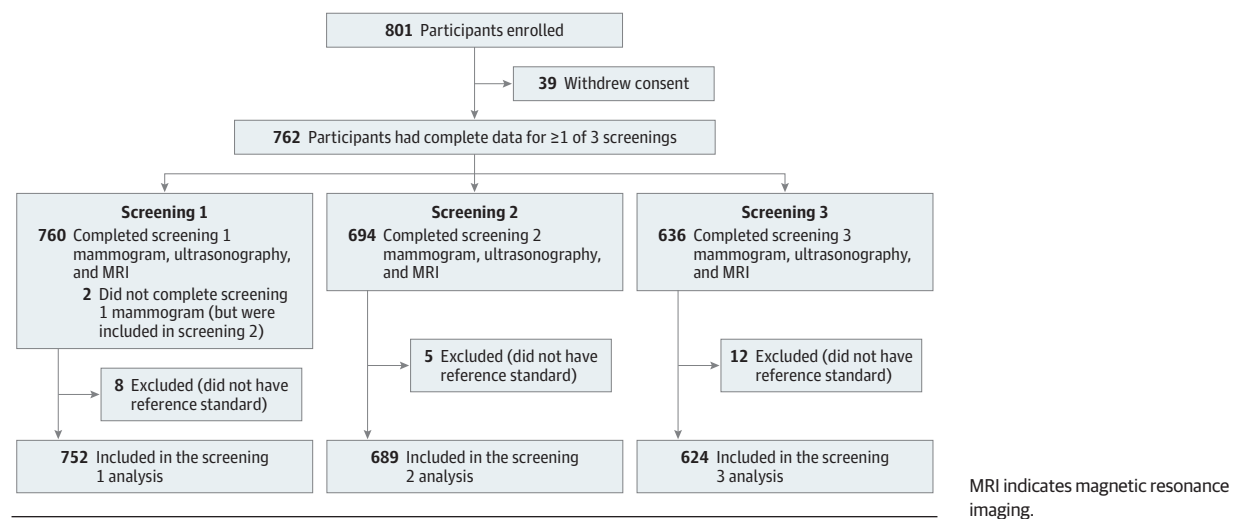 801 Participants enrolled
39 Withdrew consent
762 Participants had complete data for ≥1 of 3 screenings
Screening 1
760 Completed screening 1
mammogram, ultrasonography,
and MRI
2 Did not complete screening
1 mammogram (but were
included in screening 2)
8 Excluded (did not have
reference standard)
752 Included in the screening
1 analysis
Screening 2
694 Completed screening 2
mammogram, ultrasonography,
and MRI
5 Excluded (did not have
reference standard)
689 Included in the screening
2 analysis
Screening 3
636 Completed screening 3
mammogram, ultrasonography,
and MRI
12 Excluded (did not have
reference standard)
624 Included in the screening
3 analysis
MRI indicates magnetic resonance
imaging.